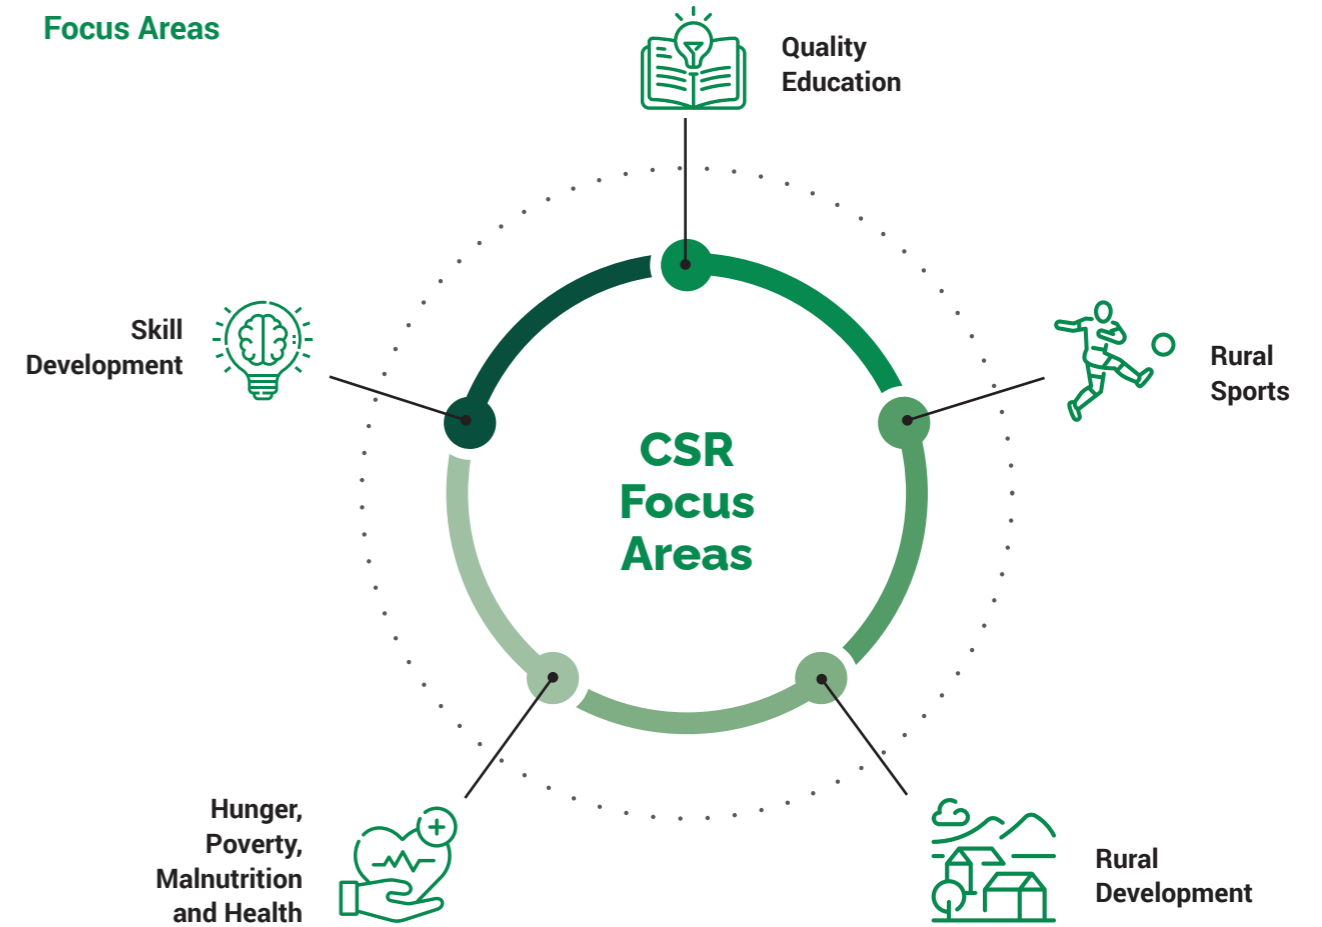 Focus Areas
Quality
Education
Rural
Sports
Rural
Development
Hunger,
Poverty,
Malnutrition
and Health
Skill
Development
CSR
Focus
Areas